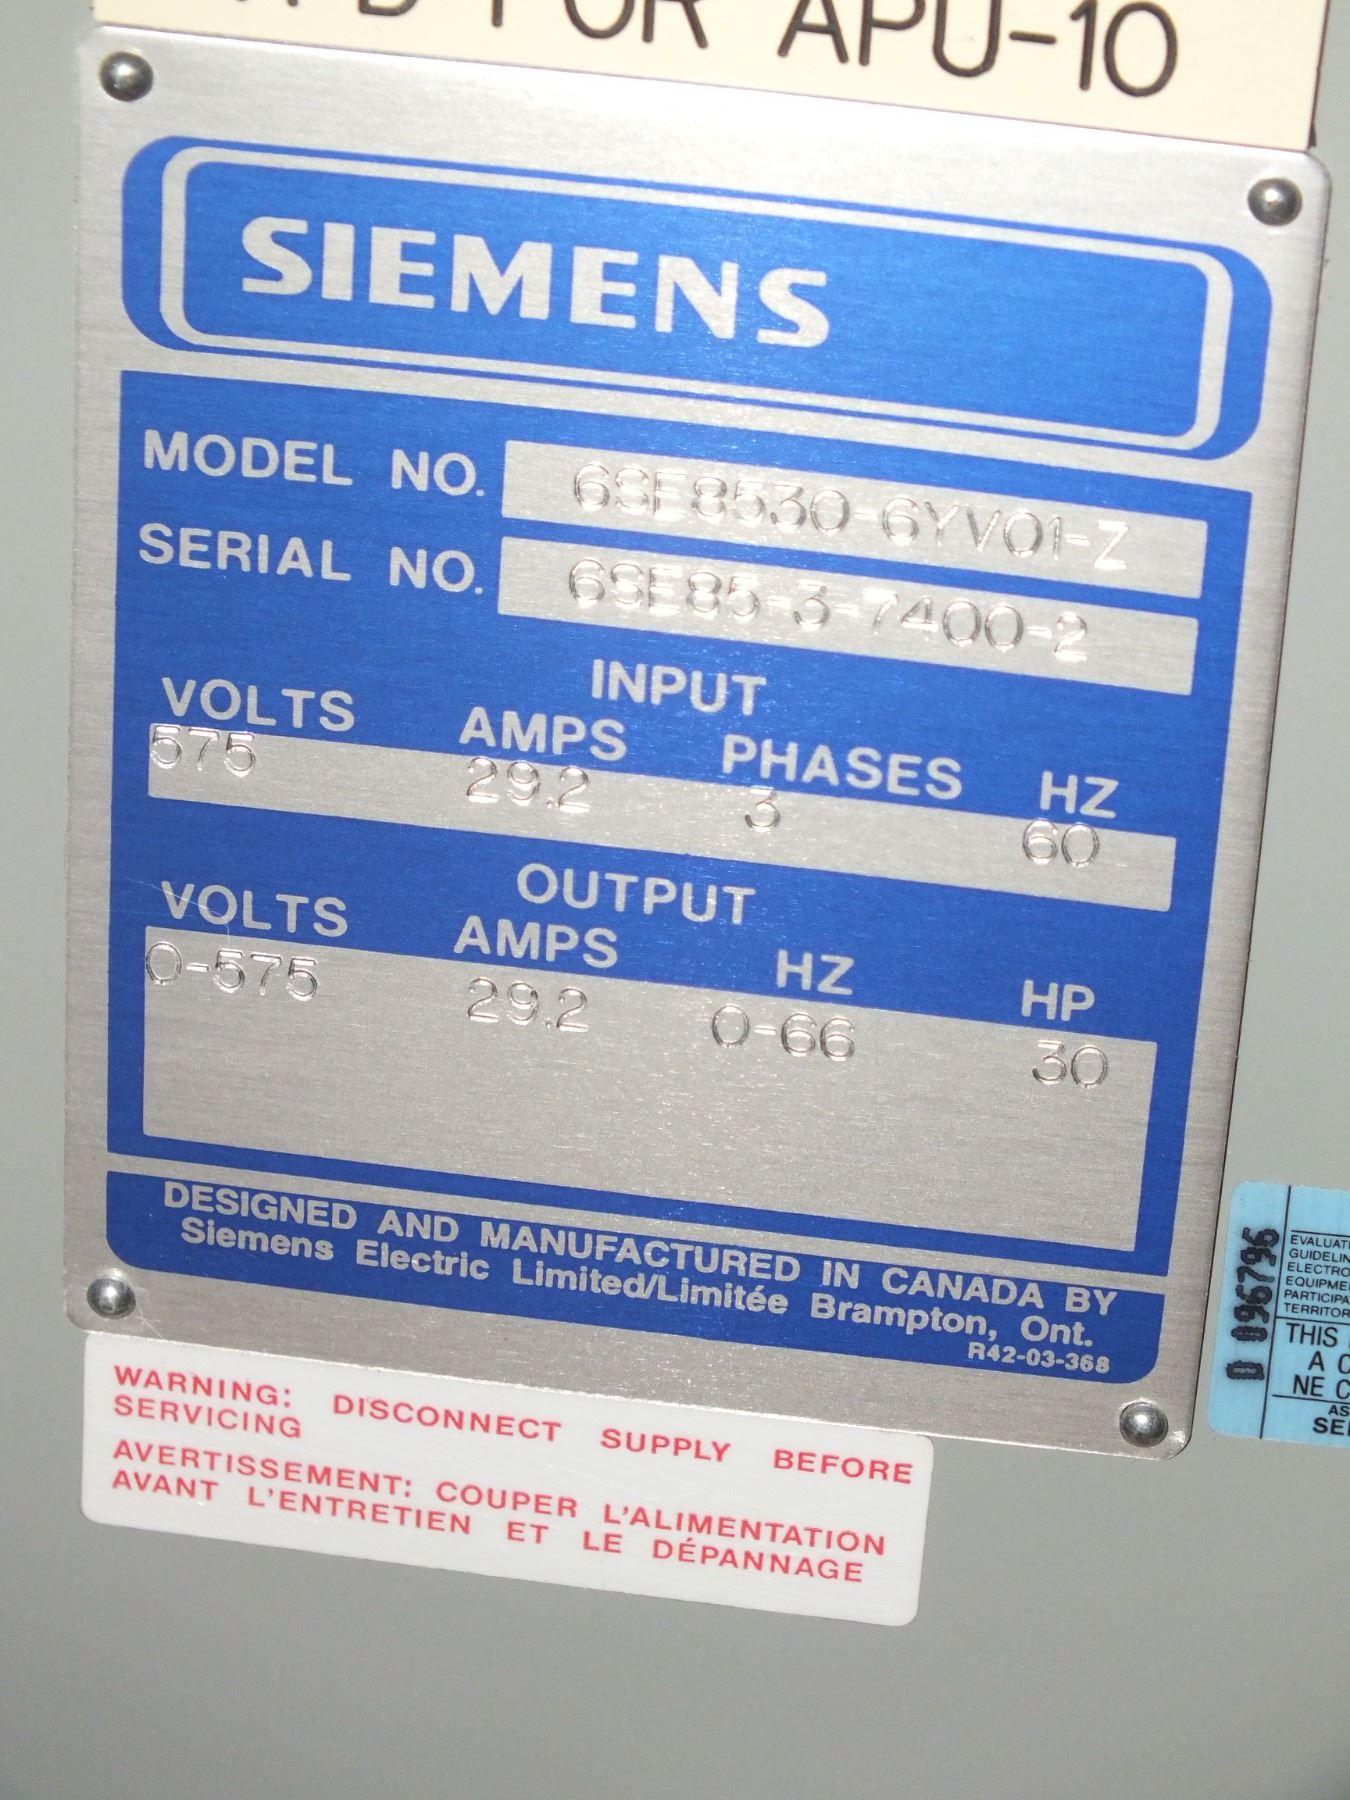 FOR APU-10
SIEMENS
MODEL NO. 6SE8530-6YV01-Z
SERIAL NO. 6SE85-3-7400-2
INPUT
VOLTS AMPS PHASES HZ
575 29.2 3 60
OUTPUT
VOLTS AMPS HZ HP
0-575 29.2 0-66 30
DESIGNED AND MANUFACTURED IN CANADA BY
Siemens Electric Limited/Limitée Brampton, Ont.
R42-03-368
WARNING: DISCONNECT SUPPLY BEFORE
SERVICING
AVERTISSEMENT: COUPER L'ALIMENTATION
AVANT L'ENTRETIEN ET LE DÉPANNAGE
D 096796
THIS
A
NE